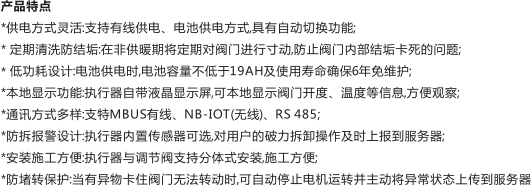 产品特点
*供电方式灵活:支持有线供电、电池供电方式,具有自动切换功能;
* 定期清洗防结垢:在非供暖期将定期对阀门进行寸动,防止阀门内部结垢卡死的问题;
* 低功耗设计:电池供电时,电池容量不低于19AH及使用寿命确保6年免维护;
*本地显示功能:执行器自带液晶显示屏,可本地显示阀门开度、温度等信息,方便观察;
*通讯方式多样:支特MBUS有线、NB-IOT(无线)、RS 485;
*防拆报警设计:执行器内置传感器可选,对用户的破力拆卸操作及时上报到服务器;
*安装施工方便:执行器与调节阀支持分体式安装,施工方便;
*防堵转保护:当有异物卡住阀门无法转动时,可自动停止电机运转并主动将异常状态上传到服务器